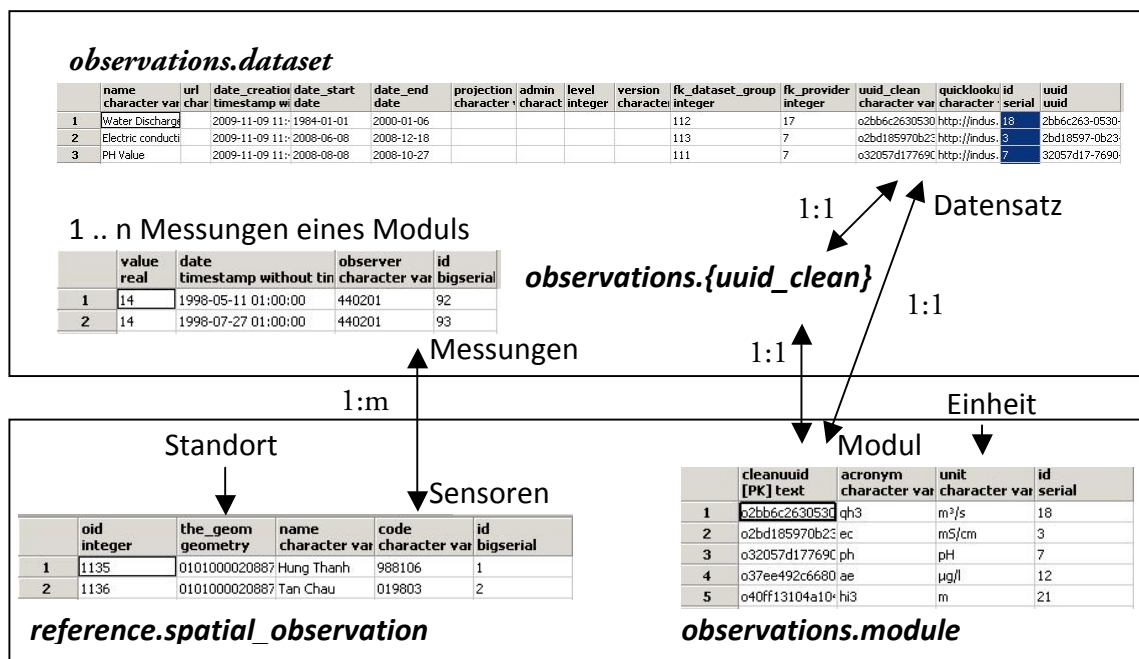 observations.dataset
name url date_creation date_start date_end projection admin level version fk_dataset_group fk_provider uuid_clean quicklooku id uuid
character var char timestamp wi date date character v charact integer character integer integer character var character v serial uuid
1 Water Discharge 2009-11-09 11:- 1984-01-01 2000-01-06 112 17 o2bb6c2630530 http://indus. 18 2bb6c263-0530-
2 Electric conducti 2009-11-09 11:- 2008-06-08 2008-12-18 113 7 o2bd185970b23 http://indus. 3 2bd18597-0b23-
3 PH Value 2009-11-09 11:- 2008-08-08 2008-10-27 111 7 o32057d17769C http://indus. 7 32057d17-7690-
1:1
Datensatz
1 .. n Messungen eines Moduls
value date observer id
real timestamp without tin character var bigserial
1 14 1998-05-11 01:00:00 440201 92
2 14 1998-07-27 01:00:00 440201 93
observations.{uuid_clean}
1:1
Messungen
1:1
1:m
Einheit
Standort
Modul
Sensoren
oid the_geom name code id
integer geometry character var character var bigserial
1 1135 0101000020887 Hung Thanh 988106 1
2 1136 0101000020887 Tan Chau 019803 2
reference.spatial_observation
cleanuuid acronym unit id
[PK] text character var character var serial
1 o2bb6c2630530 qh3 m³/s 18
2 o2bd185970b23 ec mS/cm 3
3 o32057d17769C ph pH 7
4 o37ee492c6680 ae µg/l 12
5 o40ff13104a10 hi3 m 21
observations.module